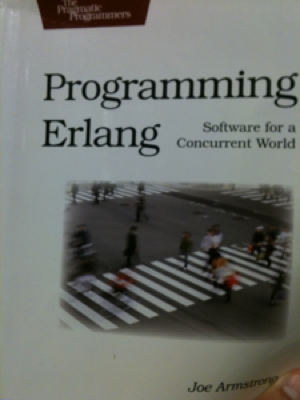 The
Pragmatic
Programmers
Programming
Erlang
Software for a
Concurrent World
Joe Armstrong